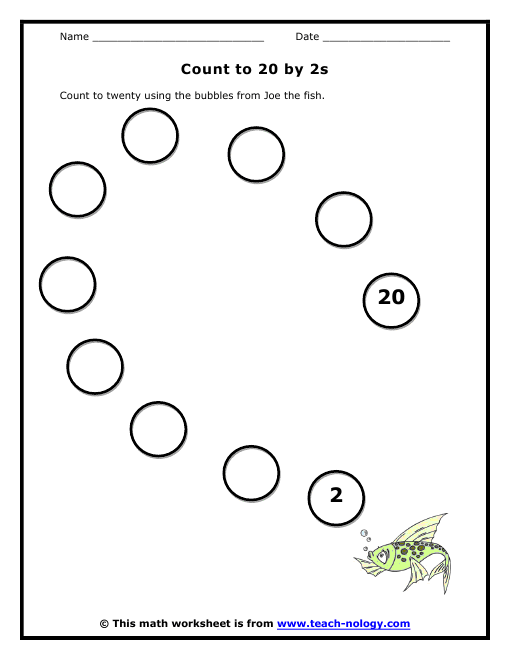 Name ____________________________ Date _____________________
Count to 20 by 2s
Count to twenty using the bubbles from Joe the fish.
20
2
© This math worksheet is from www.teach-nology.com